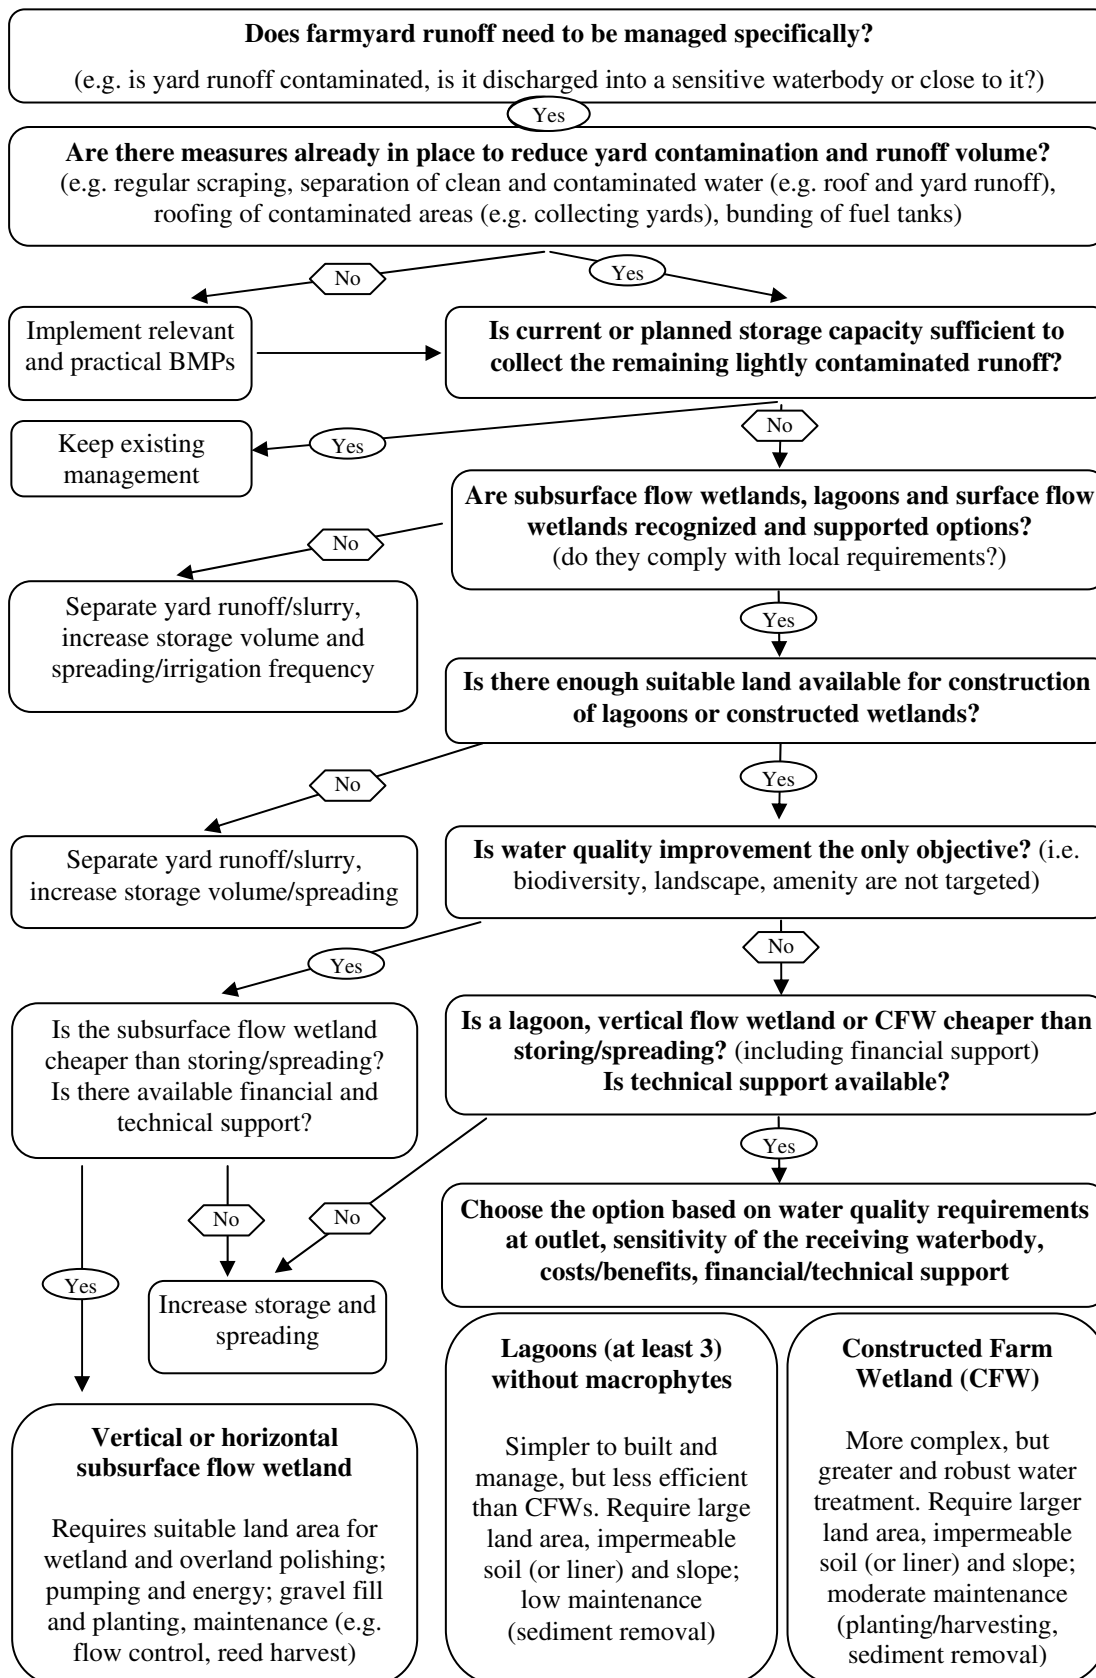 Does farmyard runoff need to be managed specifically?
(e.g. is yard runoff contaminated, is it discharged into a sensitive waterbody or close to it?)
Yes
Are there measures already in place to reduce yard contamination and runoff volume?
(e.g. regular scraping, separation of clean and contaminated water (e.g. roof and yard runoff),
roofing of contaminated areas (e.g. collecting yards), bunding of fuel tanks)
No
Yes
Implement relevant
and practical BMPs
Is current or planned storage capacity sufficient to
collect the remaining lightly contaminated runoff?
Yes
No
Keep existing
management
Are subsurface flow wetlands, lagoons and surface flow
wetlands recognized and supported options?
(do they comply with local requirements?)
No
Yes
Separate yard runoff/slurry,
increase storage volume and
spreading/irrigation frequency
Is there enough suitable land available for construction
of lagoons or constructed wetlands?
No
Yes
Separate yard runoff/slurry,
increase storage volume/spreading
Is water quality improvement the only objective? (i.e.
biodiversity, landscape, amenity are not targeted)
Yes
No
Is the subsurface flow wetland
cheaper than storing/spreading?
Is there available financial and
technical support?
Is a lagoon, vertical flow wetland or CFW cheaper than
storing/spreading? (including financial support)
Is technical support available?
Yes
No
No
Yes
Increase storage and
spreading
Choose the option based on water quality requirements
at outlet, sensitivity of the receiving waterbody,
costs/benefits, financial/technical support
Vertical or horizontal
subsurface flow wetland
Requires suitable land area for
wetland and overland polishing;
pumping and energy; gravel fill
and planting, maintenance (e.g.
flow control, reed harvest)
Lagoons (at least 3)
without macrophytes
Simpler to built and
manage, but less efficient
than CFWs. Require large
land area, impermeable
soil (or liner) and slope;
low maintenance
(sediment removal)
Constructed Farm
Wetland (CFW)
More complex, but
greater and robust water
treatment. Require larger
land area, impermeable
soil (or liner) and slope;
moderate maintenance
(planting/harvesting,
sediment removal)